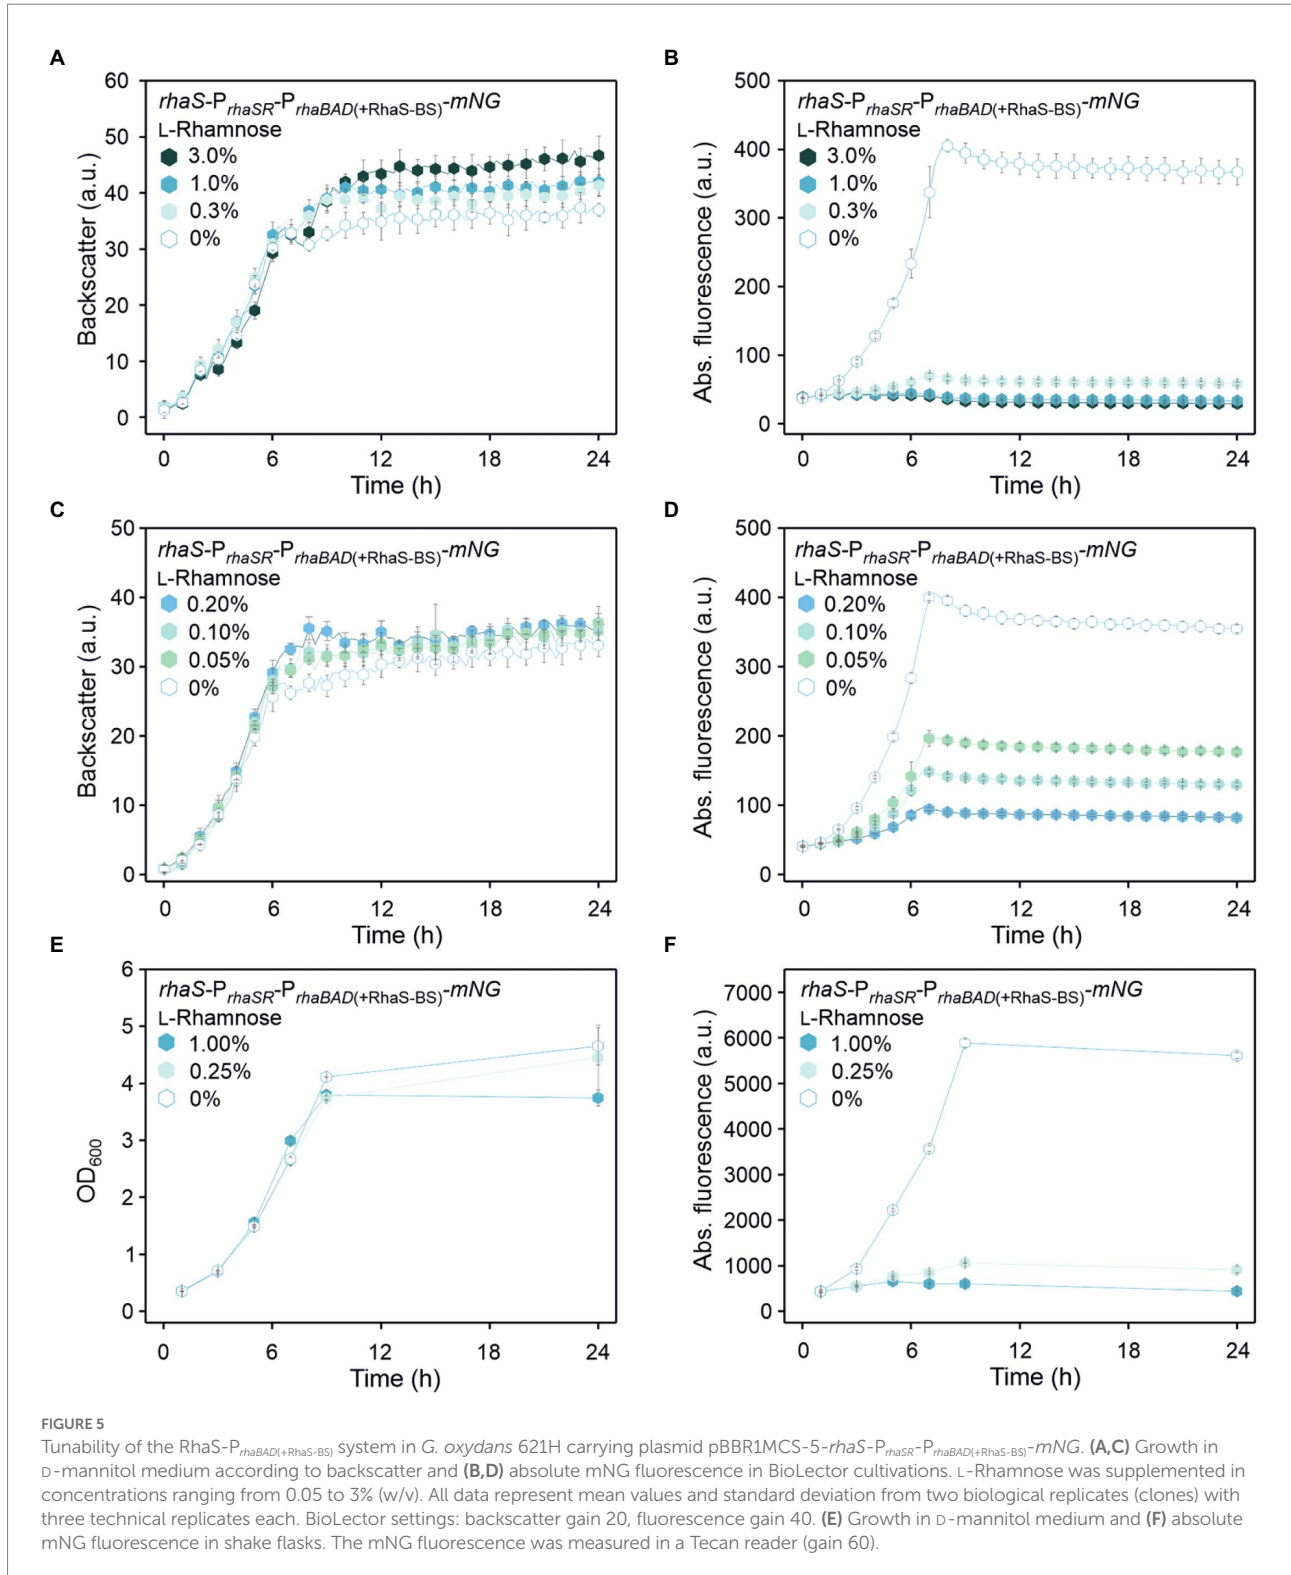 A
Backscatter (a.u.)
60
50
40
30
20
10
0
rhaS-PrhaSR-PrhaBAD(+RhaS-BS)-mNG
L-Rhamnose
3.0%
1.0%
0.3%
0%
0 6 12 18 24
Time (h)
B
Abs. fluorescence (a.u.)
500
400
300
200
100
0
rhaS-PrhaSR-PrhaBAD(+RhaS-BS)-mNG
L-Rhamnose
3.0%
1.0%
0.3%
0%
0 6 12 18 24
Time (h)
C
Backscatter (a.u.)
50
40
30
20
10
0
rhaS-PrhaSR-PrhaBAD(+RhaS-BS)-mNG
L-Rhamnose
0.20%
0.10%
0.05%
0%
0 6 12 18 24
Time (h)
D
Abs. fluorescence (a.u.)
500
400
300
200
100
0
rhaS-PrhaSR-PrhaBAD(+RhaS-BS)-mNG
L-Rhamnose
0.20%
0.10%
0.05%
0%
0 6 12 18 24
Time (h)
E
OD600
6
5
4
3
2
1
0
rhaS-PrhaSR-PrhaBAD(+RhaS-BS)-mNG
L-Rhamnose
1.00%
0.25%
0%
0 6 12 18 24
Time (h)
F
Abs. fluorescence (a.u.)
7000
6000
5000
4000
3000
2000
1000
0
rhaS-PrhaSR-PrhaBAD(+RhaS-BS)-mNG
L-Rhamnose
1.00%
0.25%
0%
0 6 12 18 24
Time (h)
FIGURE 5
Tunability of the RhaS-PrhaBAD(+RhaS-BS) system in G. oxydans 621H carrying plasmid pBBR1MCS-5-rhaS-PrhaSR-PrhaBAD(+RhaS-BS)-mNG. (A,C) Growth in
D-mannitol medium according to backscatter and (B,D) absolute mNG fluorescence in BioLector cultivations. L-Rhamnose was supplemented in
concentrations ranging from 0.05 to 3% (w/v). All data represent mean values and standard deviation from two biological replicates (clones) with
three technical replicates each. BioLector settings: backscatter gain 20, fluorescence gain 40. (E) Growth in D-mannitol medium and (F) absolute
mNG fluorescence in shake flasks. The mNG fluorescence was measured in a Tecan reader (gain 60).